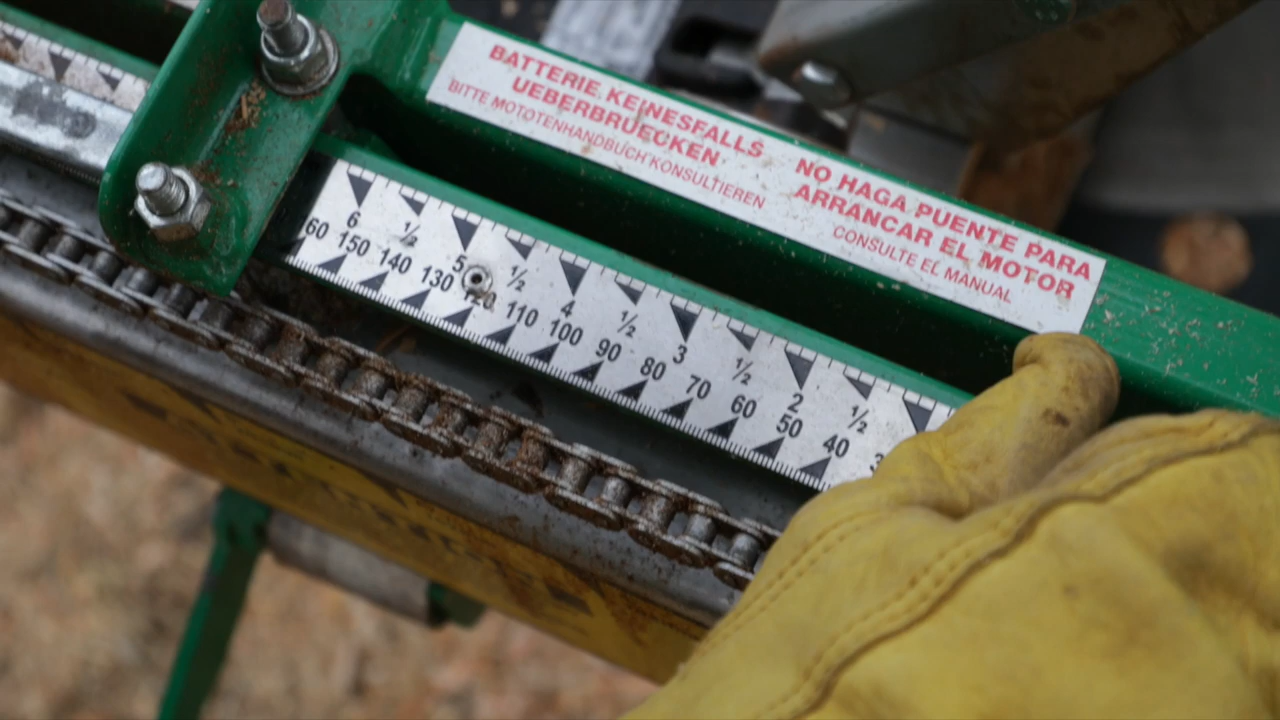 BATTERIE KEINESFALLS
UEBERBRUECKEN
BITTE MOTOTENHANDBUCH KONSULTIEREN
NO HAGA PUENTE PARA
ARRANCAR EL MOTOR
CONSULTE EL MANUAL
6 ½ 5 ½ 4 ½ 3 ½ 2 ½
60 150 140 130 120 110 100 90 80 70 60 50 40 3